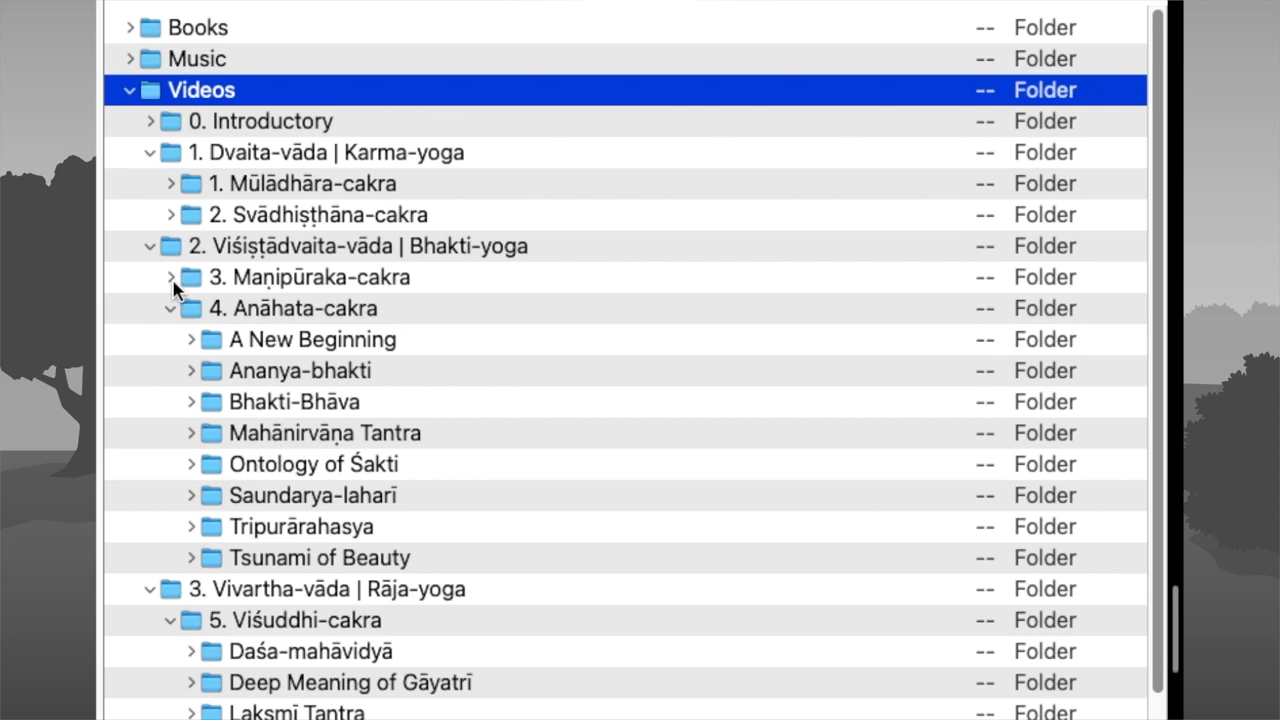 Books -- Folder
Music -- Folder
Videos -- Folder
0. Introductory -- Folder
1. Dvaita-vāda | Karma-yoga -- Folder
1. Mūlādhāra-cakra -- Folder
2. Svādhiṣṭhāna-cakra -- Folder
2. Viśiṣṭādvaita-vāda | Bhakti-yoga -- Folder
3. Maṇipūraka-cakra -- Folder
4. Anāhata-cakra -- Folder
A New Beginning -- Folder
Ananya-bhakti -- Folder
Bhakti-Bhāva -- Folder
Mahānirvāṇa Tantra -- Folder
Ontology of Śakti -- Folder
Saundarya-laharī -- Folder
Tripurārahasya -- Folder
Tsunami of Beauty -- Folder
3. Vivartha-vāda | Rāja-yoga -- Folder
5. Viśuddhi-cakra -- Folder
Daśa-mahāvidyā -- Folder
Deep Meaning of Gāyatrī -- Folder
Lakṣmī Tantra -- Folder